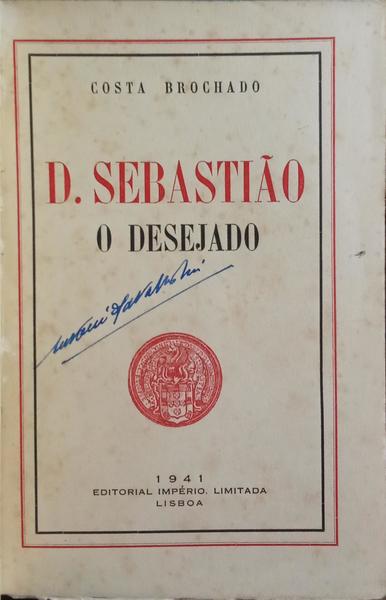 COSTA BROCHADO
D. SEBASTIÃO
O DESEJADO
1941
EDITORIAL IMPÉRIO, LIMITADA
LISBOA